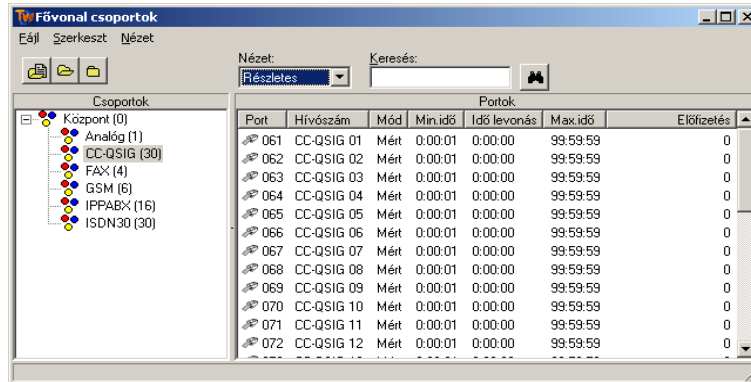 TW Fővonal csoportok
Fájl Szerkeszt Nézet
Nézet: Keresés:
Részletes
Csoportok
Központ (0)
Analóg (1)
CC-QSIG (30)
FAX (4)
GSM (6)
IPPABX (16)
ISDN30 (30)
Portok
Port Hívószám Mód Min.idő Idő levonás Max.idő Előfizetés
061 CC-QSIG 01 Mért 0:00:01 0:00:00 99:59:59 0
062 CC-QSIG 02 Mért 0:00:01 0:00:00 99:59:59 0
063 CC-QSIG 03 Mért 0:00:01 0:00:00 99:59:59 0
064 CC-QSIG 04 Mért 0:00:01 0:00:00 99:59:59 0
065 CC-QSIG 05 Mért 0:00:01 0:00:00 99:59:59 0
066 CC-QSIG 06 Mért 0:00:01 0:00:00 99:59:59 0
067 CC-QSIG 07 Mért 0:00:01 0:00:00 99:59:59 0
068 CC-QSIG 08 Mért 0:00:01 0:00:00 99:59:59 0
069 CC-QSIG 09 Mért 0:00:01 0:00:00 99:59:59 0
070 CC-QSIG 10 Mért 0:00:01 0:00:00 99:59:59 0
071 CC-QSIG 11 Mért 0:00:01 0:00:00 99:59:59 0
072 CC-QSIG 12 Mért 0:00:01 0:00:00 99:59:59 0